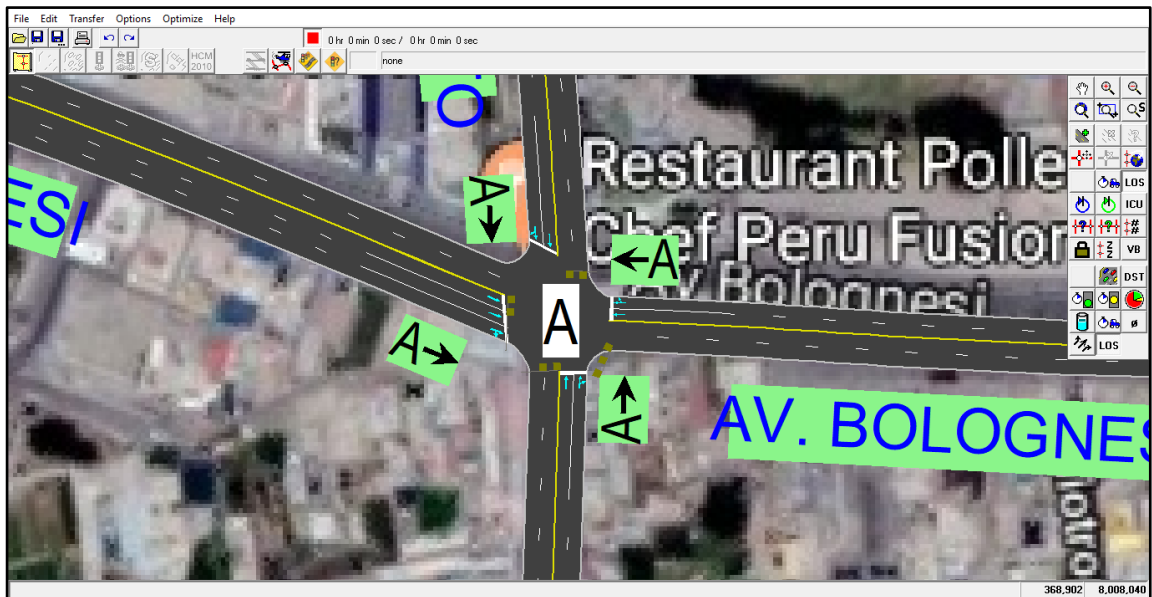 File Edit Transfer Options Optimize Help
0 hr 0 min 0 sec / 0 hr 0 min 0 sec
HCM
2010
none
O
Restaurant Polle
Chef Peru Fusion
Av Bolognesi
ESI
A
A
A
A
A
AV. BOLOGNES
S
LOS
ICU
##
Z
Z
VB
DST
ø
LOS
368,902 8,008,040